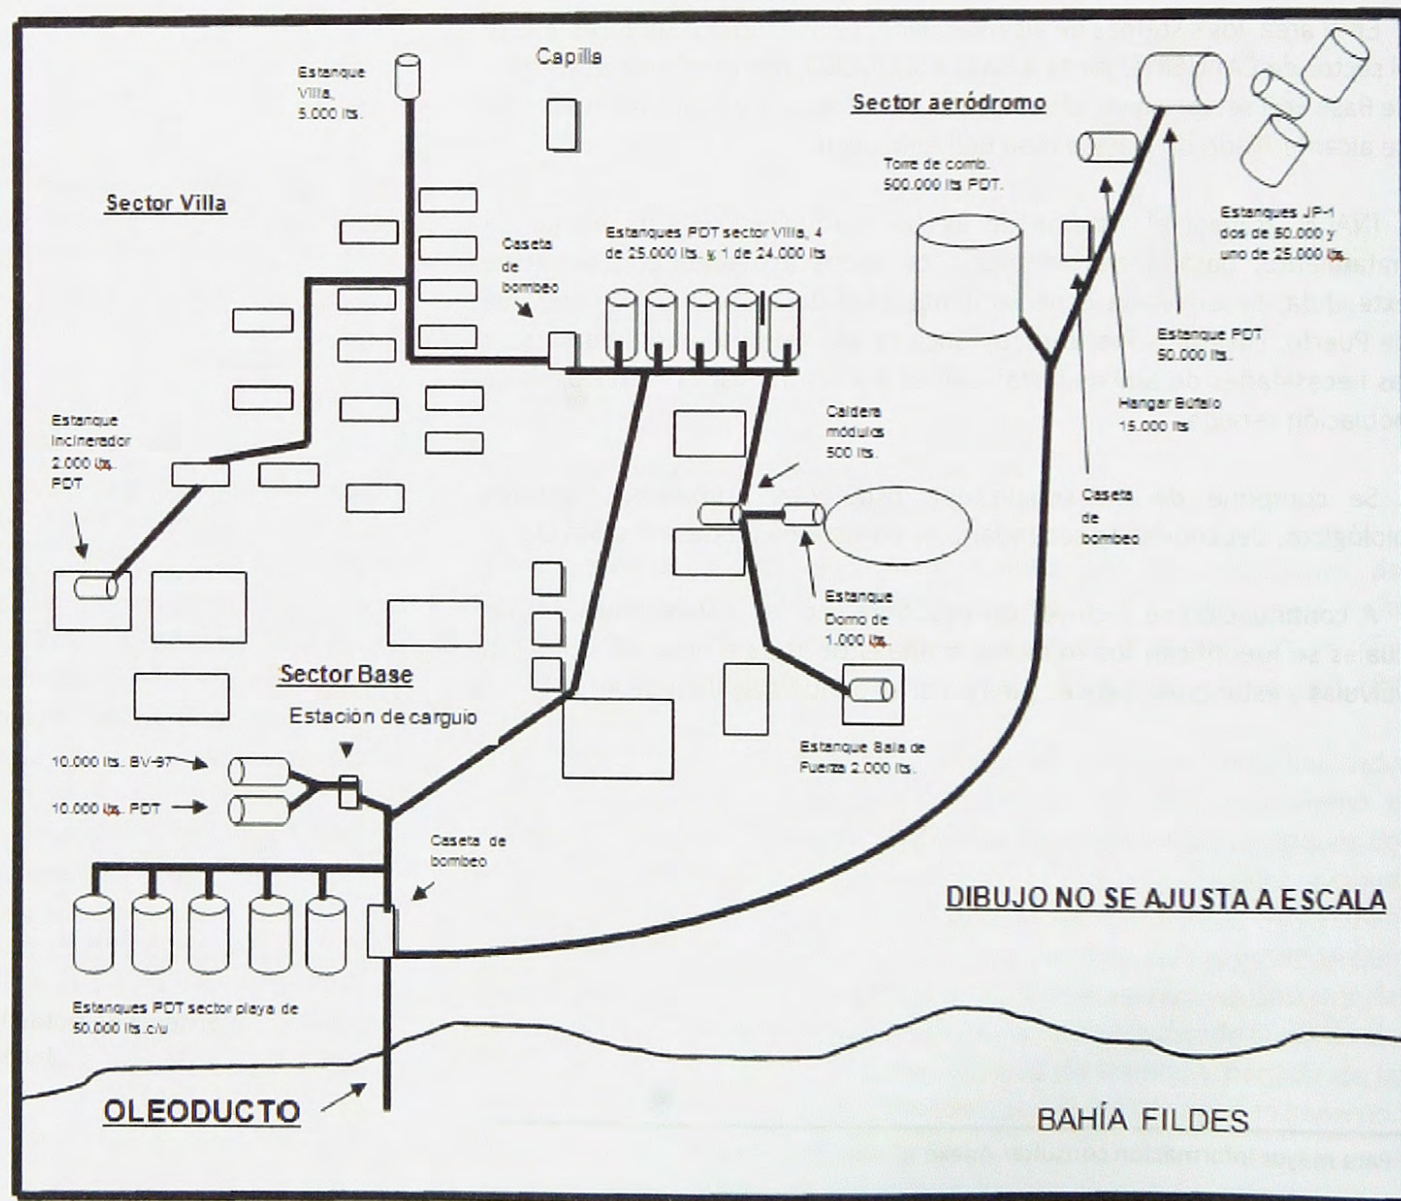 Estanque
Villa,
5.000 lts.
Capilla
Sector aeródromo
Torre de comb.
500.000 lts PDT.
Sector Villa
Caseta
de
bombeo
Estanques PDT sector Villa, 4
de 25.000 lts. y 1 de 24.000 lts
Estanques JP-1
dos de 50.000 y
uno de 25.000 lts.
Estanque PDT
50.000 lts.
Hangar Búfalo
15.000 lts
Caseta
de
bombeo
Estanque
incinerador
2.000 lts.
PDT
Caldera
módulos
500 lts.
Estanque
Domo de
1.000 lts.
Sector Base
Estación de carguio
10.000 lts. BV-97
10.000 lts. PDT
Estanque Sala de
Fuerza 2.000 lts.
Caseta de
bombeo
DIBUJO NO SE AJUSTA A ESCALA
Estanques PDT sector playa de
50.000 lts.c/u
OLEODUCTO
BAHÍA FILDES